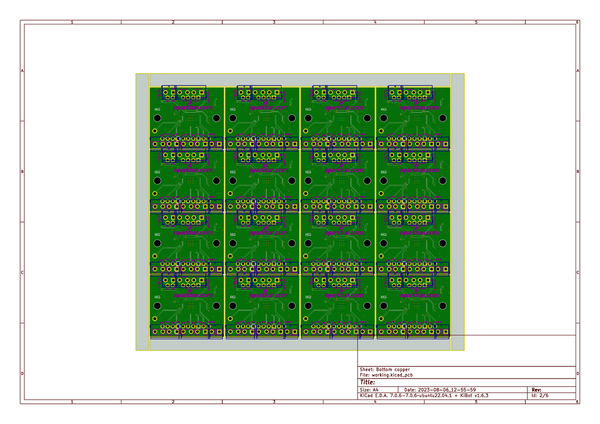 1 2 3 4 5 6
A A
B B
C C
D D
Sheet: Bottom copper
File: working.kicad_pcb
Title:
Size: A4 Date: 2023-08-06_12-55-59 Rev:
KiCad E.D.A. 7.0.6-7.0.6~ubuntu22.04.1 + KiBot v1.6.3 Id: 2/6
1 2 3 4 5 6